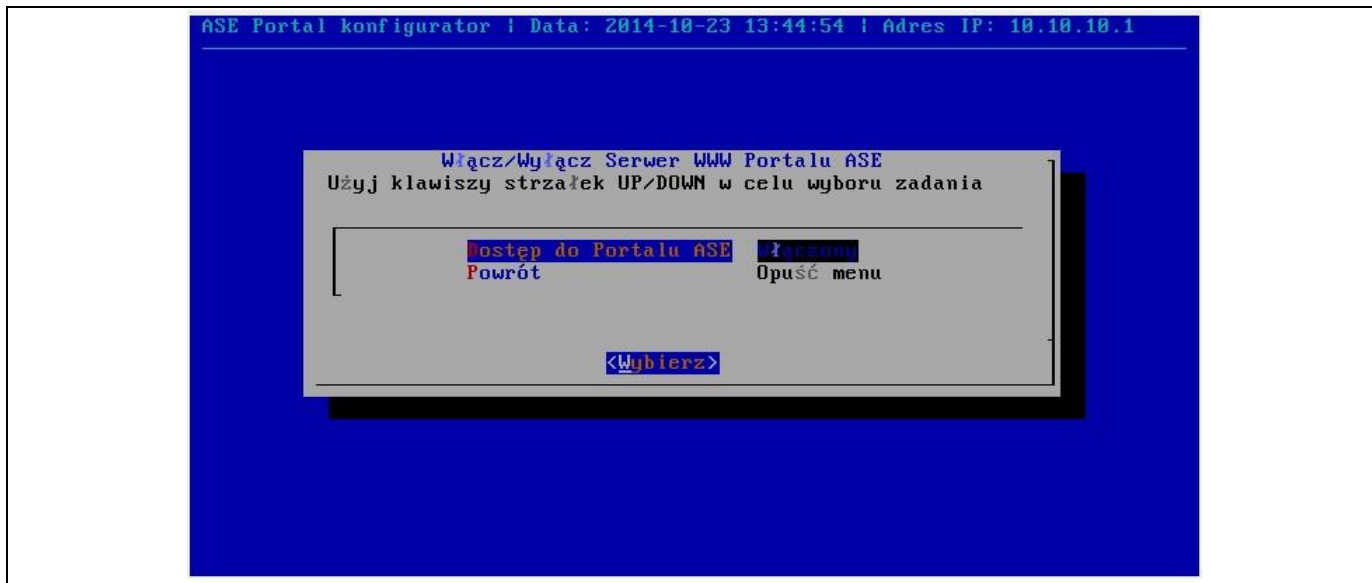 ASE Portal konfigurator | Data: 2014-10-23 13:44:54 | Adres IP: 10.10.10.1
Włącz/Wyłącz Serwer WWW Portalu ASE
Użyj klawiszy strzałek UP/DOWN w celu wyboru zadania
Dostęp do Portalu ASE Włączony
Powrót Opuść menu
<Wybierz>